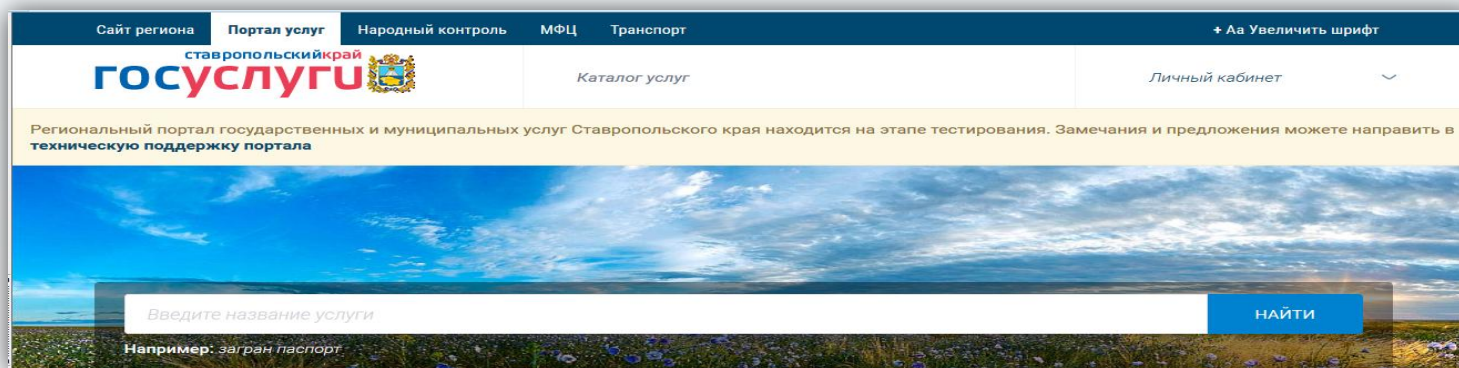 Сайт региона Портал услуг Народный контроль МФЦ Транспорт + Аа Увеличить шрифт
ставропольскийкрай
госуслуги
Каталог услуг
Личный кабинет
Региональный портал государственных и муниципальных услуг Ставропольского края находится на этапе тестирования. Замечания и предложения можете направить в
техническую поддержку портала
Введите название услуги
НАЙТИ
Например: загран паспорт